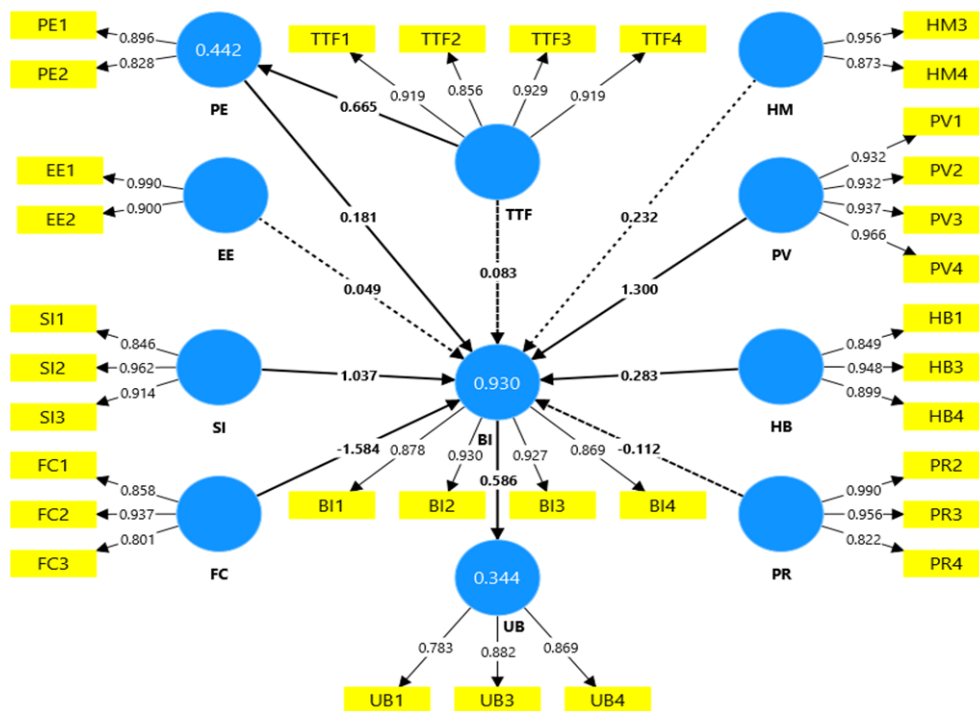 PE1
0.896
PE2
0.828
0.442
PE
TTF1
TTF2
TTF3
TTF4
0.919
0.856
0.929
0.919
0.665
TTF
HM3
0.956
HM4
0.873
HM
PV1
0.932
PV2
0.932
PV3
0.937
PV4
0.966
PV
EE1
0.990
EE2
0.900
EE
0.181
0.083
0.232
0.049
1.300
SI1
0.846
SI2
0.962
SI3
0.914
SI
1.037
0.930
BI
0.283
HB1
0.849
HB3
0.948
HB4
0.899
HB
FC1
0.858
FC2
0.937
FC3
0.801
FC
-1.584
0.878
0.930
0.927
0.869
0.586
-0.112
BI1
BI2
BI3
BI4
PR2
0.990
PR3
0.956
PR4
0.822
PR
0.344
UB
0.783
0.882
0.869
UB1
UB3
UB4